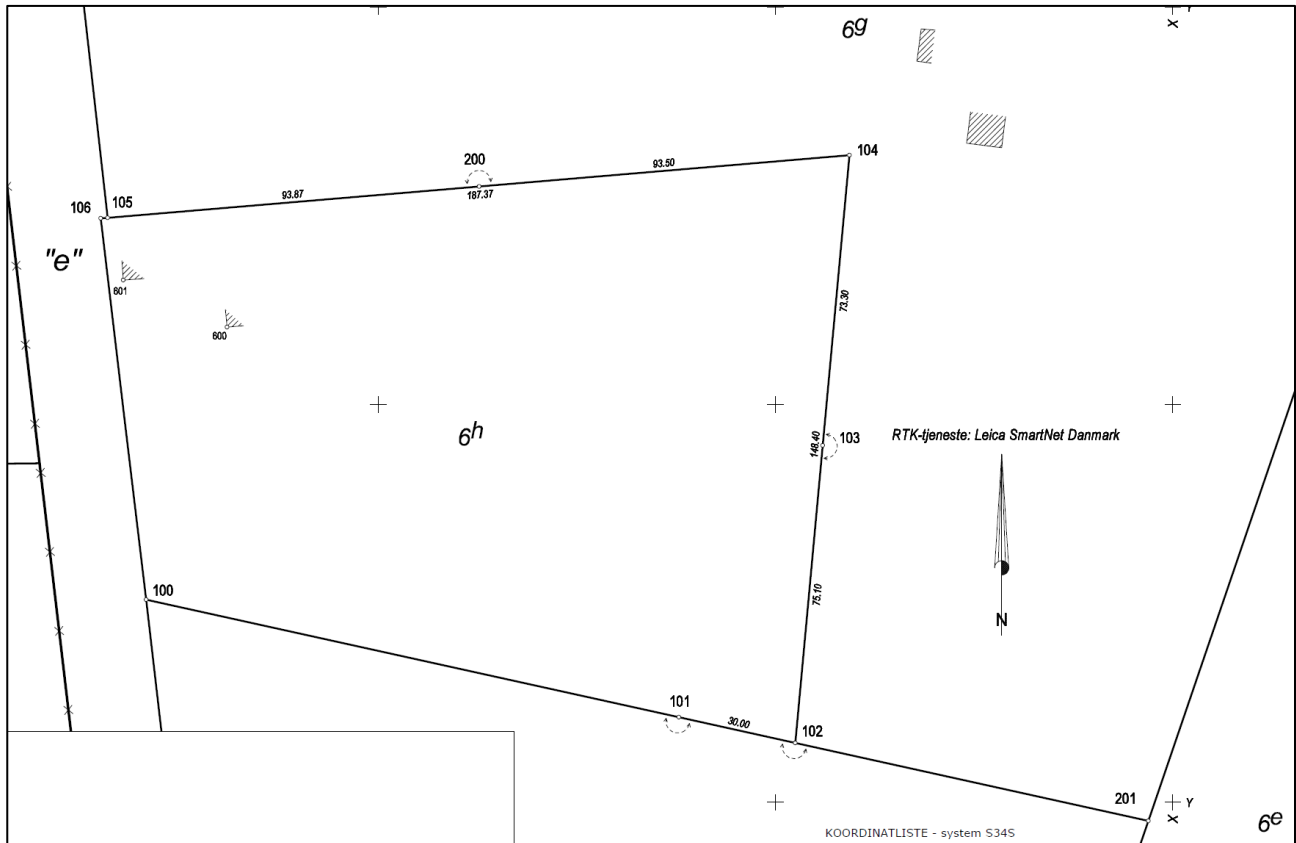 6g
Y
X
200
93.50
104
93.87
187.37
106
105
"e"
601
600
73.30
6h
148.40
103
RTK-tjeneste: Leica SmartNet Danmark
100
75.10
N
101
30.00
102
201
Y
X
6e
KOORDINATLISTE - system S34S